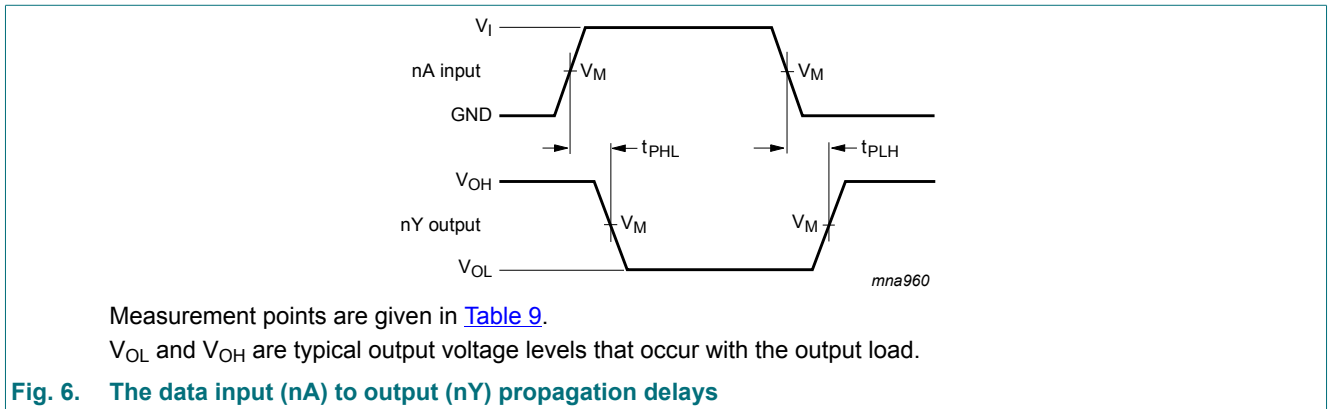 VI
nA input
VM
VM
GND
tPHL
tPLH
VOH
nY output
VM
VM
VOL
mna960
Measurement points are given in Table 9.
VOL and VOH are typical output voltage levels that occur with the output load.
Fig. 6. The data input (nA) to output (nY) propagation delays